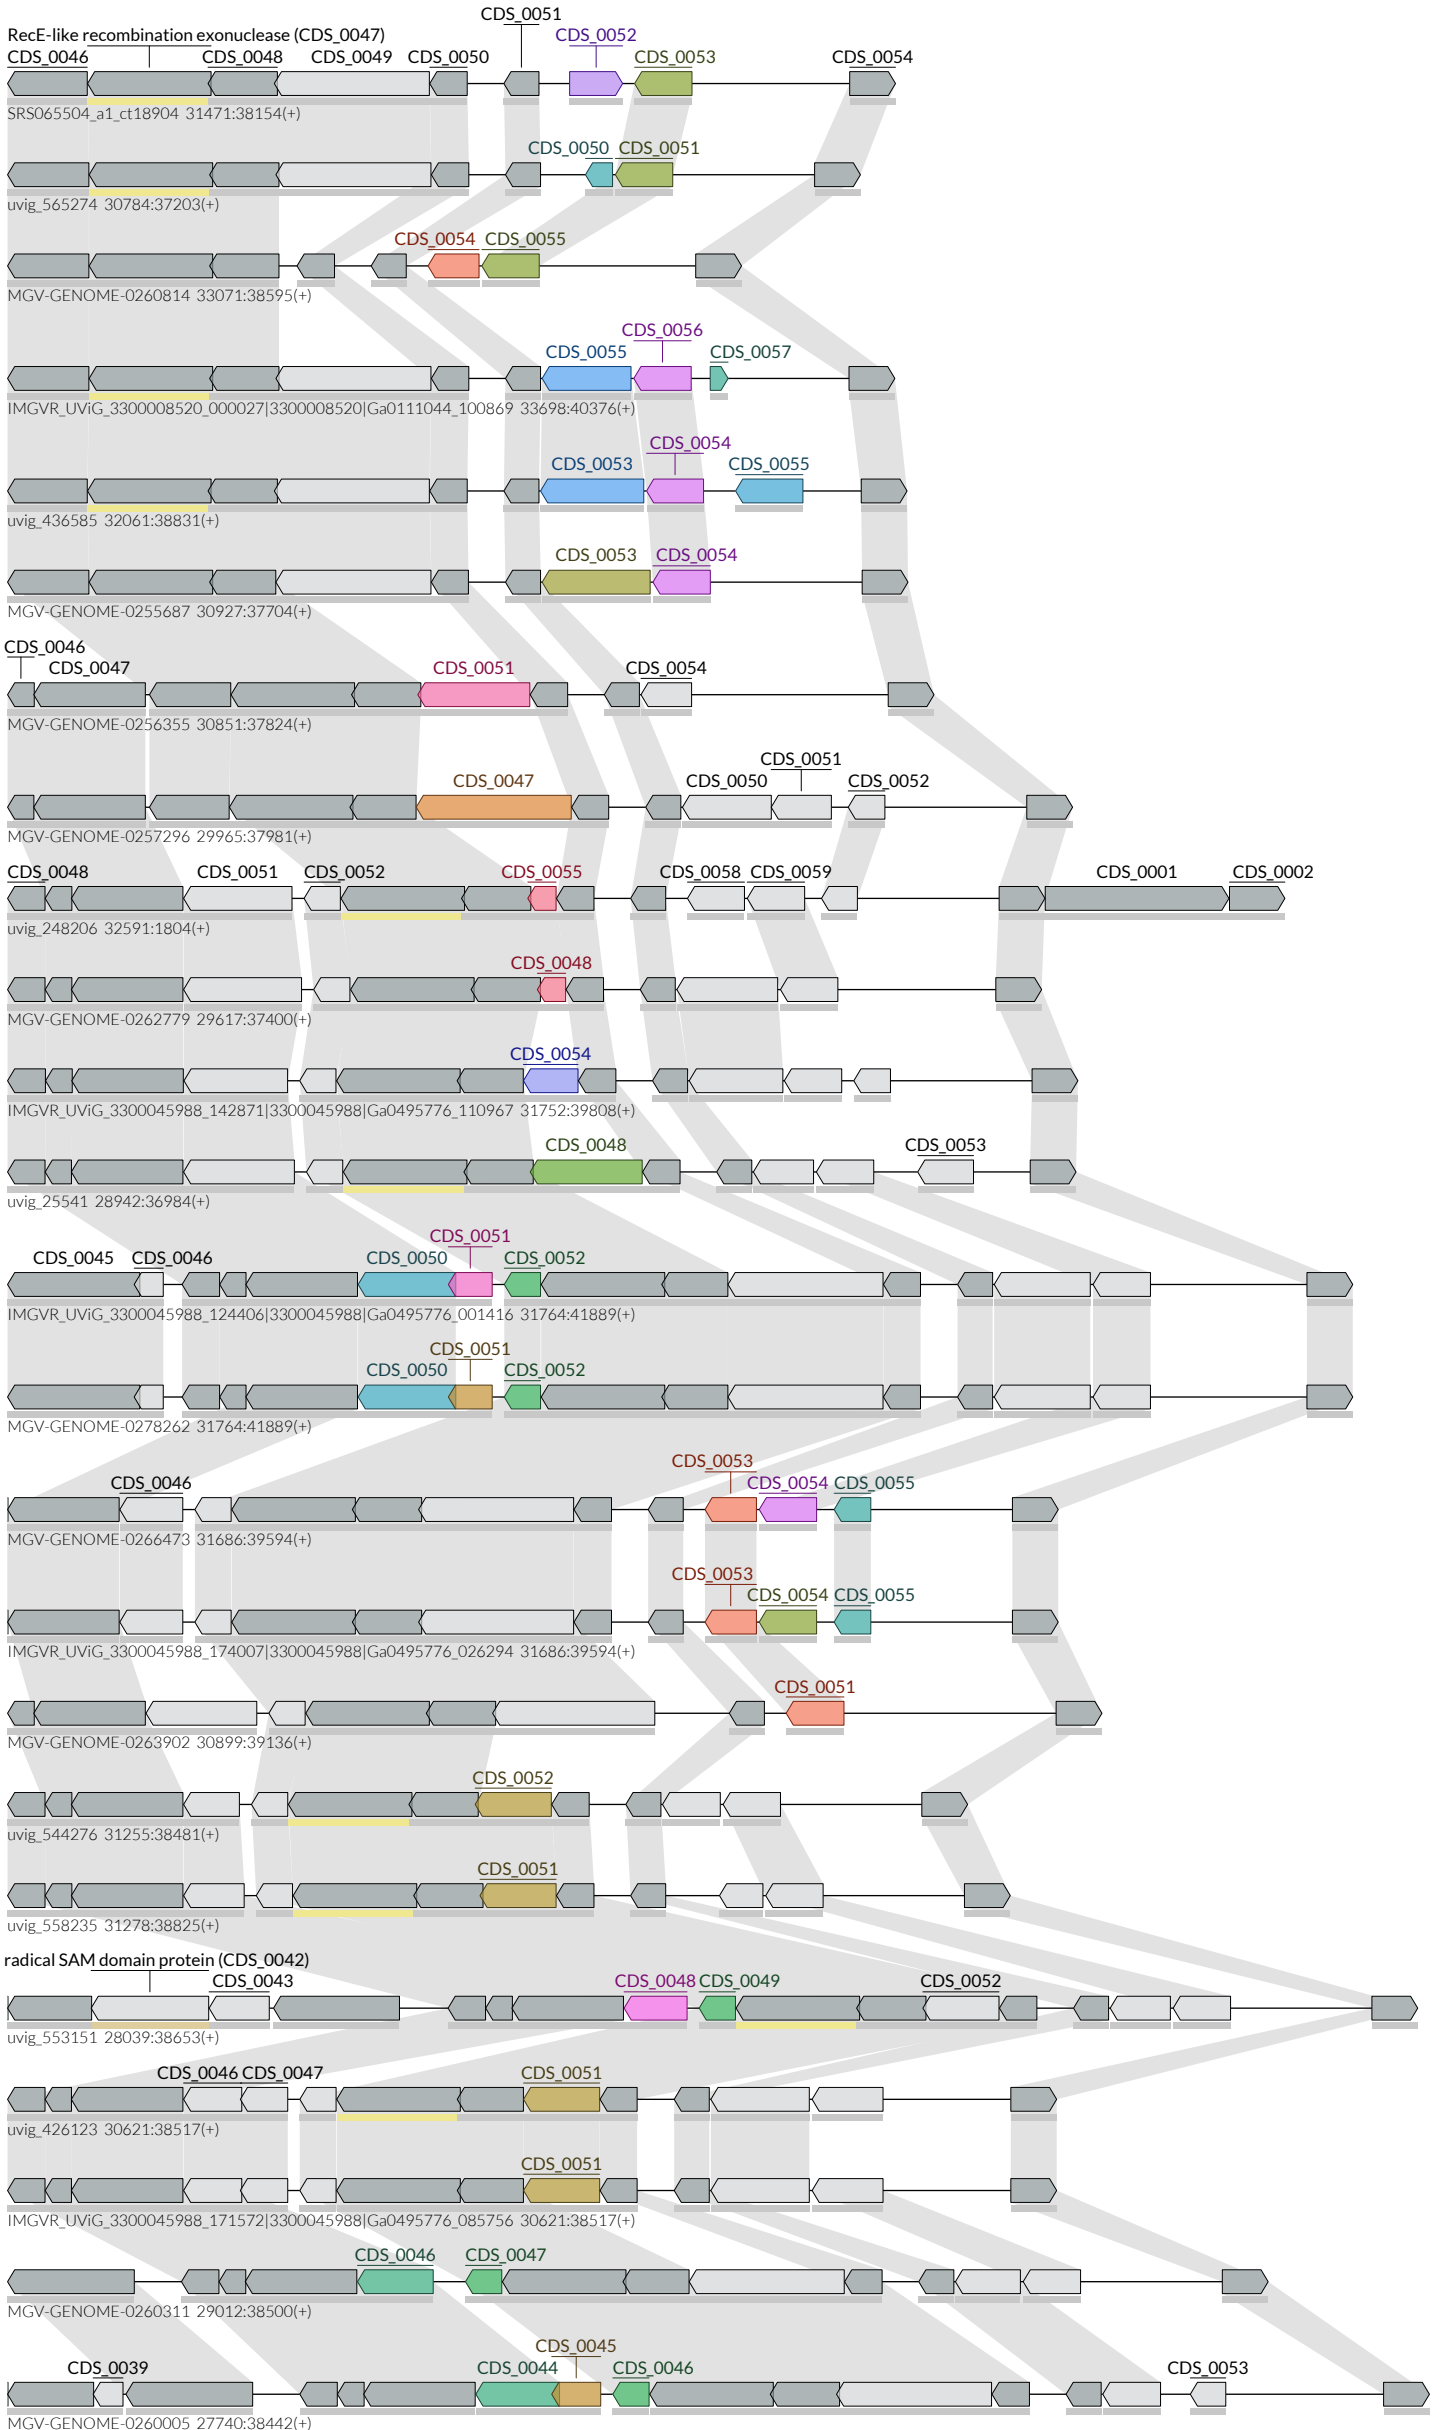 CDS_0051
RecE-like recombination exonuclease (CDS_0047) CDS_0052
CDS_0046 CDS_0048 CDS_0049 CDS_0050 CDS_0053 CDS_0054
SRS065504_a1_ct18904 31471:38154(+)
CDS_0050 CDS_0051
uvig_565274 30784:37203(+)
CDS_0054 CDS_0055
MGV-GENOME-0260814 33071:38595(+)
CDS_0056
CDS_0055 CDS_0057
IMGVR_UViG_3300008520_000027|3300008520|Ga0111044_100869 33698:40376(+)
CDS_0054
CDS_0053 CDS_0055
uvig_436585 32061:38831(+)
CDS_0053 CDS_0054
MGV-GENOME-0255687 30927:37704(+)
CDS_0046
CDS_0047 CDS_0051 CDS_0054
MGV-GENOME-0256355 30851:37824(+)
CDS_0051
CDS_0047 CDS_0050 CDS_0052
MGV-GENOME-0257296 29965:37981(+)
CDS_0048 CDS_0051 CDS_0052 CDS_0055 CDS_0058 CDS_0059 CDS_0001 CDS_0002
uvig_248206 32591:1804(+)
CDS_0048
MGV-GENOME-0262779 29617:37400(+)
CDS_0054
IMGVR_UViG_3300045988_142871|3300045988|Ga0495776_110967 31752:39808(+)
CDS_0048 CDS_0053
uvig_25541 28942:36984(+)
CDS_0051
CDS_0045 CDS_0046 CDS_0050 CDS_0052
IMGVR_UViG_3300045988_124406|3300045988|Ga0495776_001416 31764:41889(+)
CDS_0051
CDS_0050 CDS_0052
MGV-GENOME-0278262 31764:41889(+)
CDS_0053
CDS_0046 CDS_0054 CDS_0055
MGV-GENOME-0266473 31686:39594(+)
CDS_0053
CDS_0054 CDS_0055
IMGVR_UViG_3300045988_174007|3300045988|Ga0495776_026294 31686:39594(+)
CDS_0051
MGV-GENOME-0263902 30899:39136(+)
CDS_0052
uvig_544276 31255:38481(+)
CDS_0051
uvig_558235 31278:38825(+)
radical SAM domain protein (CDS_0042)
CDS_0043 CDS_0048 CDS_0049 CDS_0052
uvig_553151 28039:38653(+)
CDS_0046 CDS_0047 CDS_0051
uvig_426123 30621:38517(+)
CDS_0051
IMGVR_UViG_3300045988_171572|3300045988|Ga0495776_085756 30621:38517(+)
CDS_0046 CDS_0047
MGV-GENOME-0260311 29012:38500(+)
CDS_0045
CDS_0039 CDS_0044 CDS_0046 CDS_0053
MGV-GENOME-0260005 27740:38442(+)